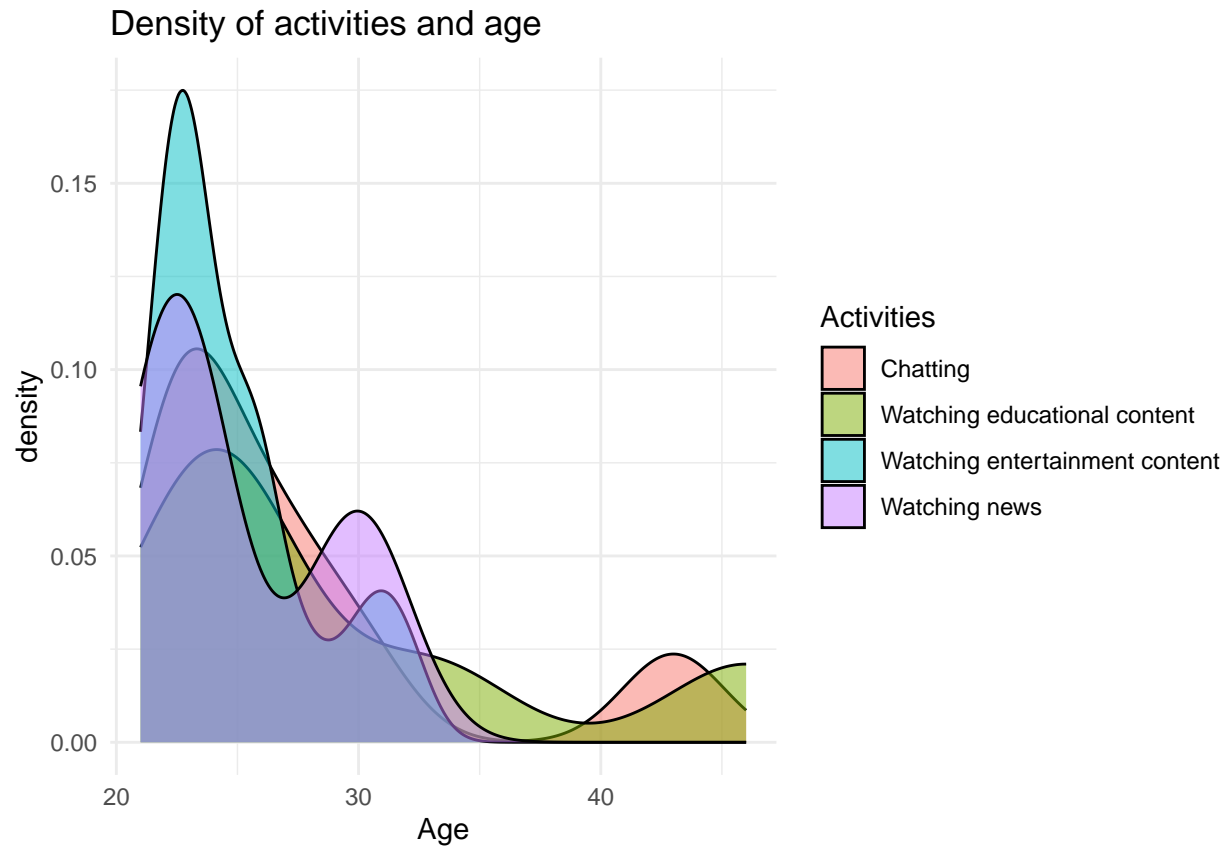 Density of activities and age
0.15
0.10
0.05
0.00
density
20 30 40
Age
Activities
Chatting
Watching educational content
Watching entertainment content
Watching news